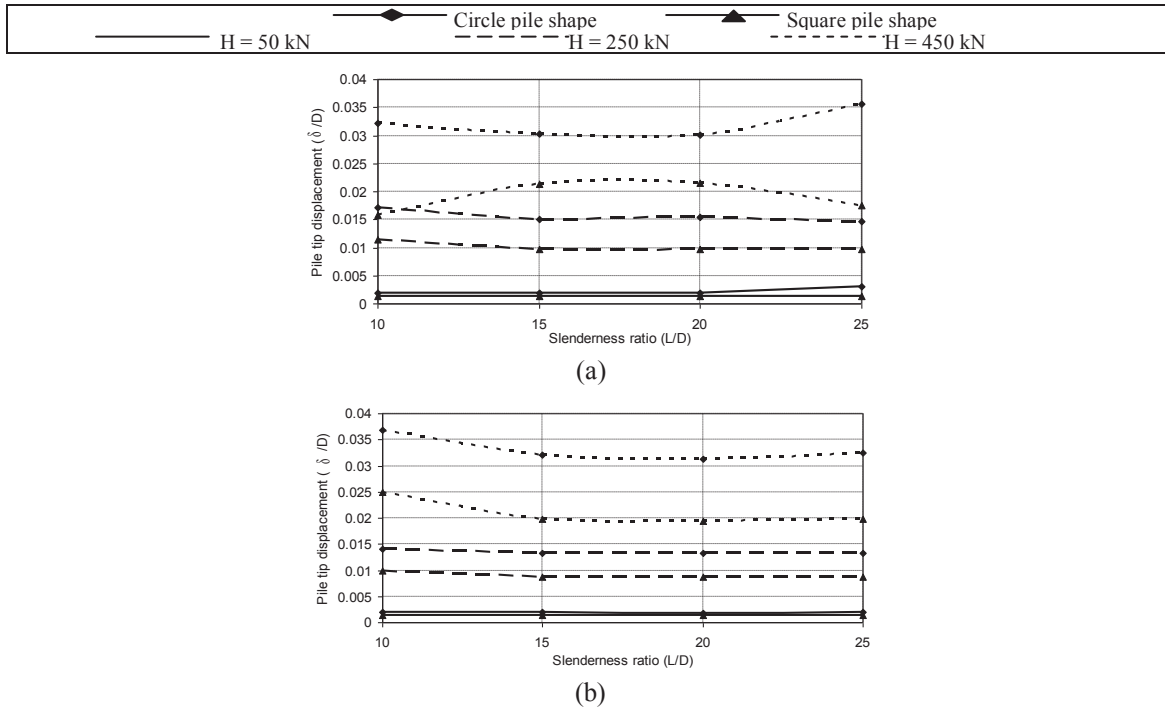 Circle pile shape Square pile shape
H = 50 kN H = 250 kN H = 450 kN
Pile tip displacement (δ/D)
0.04
0.035
0.03
0.025
0.02
0.015
0.01
0.005
0
10 15 20 25
Slenderness ratio (L/D)
(a)
Pile tip displacement ( δ /D)
0.04
0.035
0.03
0.025
0.02
0.015
0.01
0.005
0
10 15 20 25
Slenderness ratio (L/D)
(b)